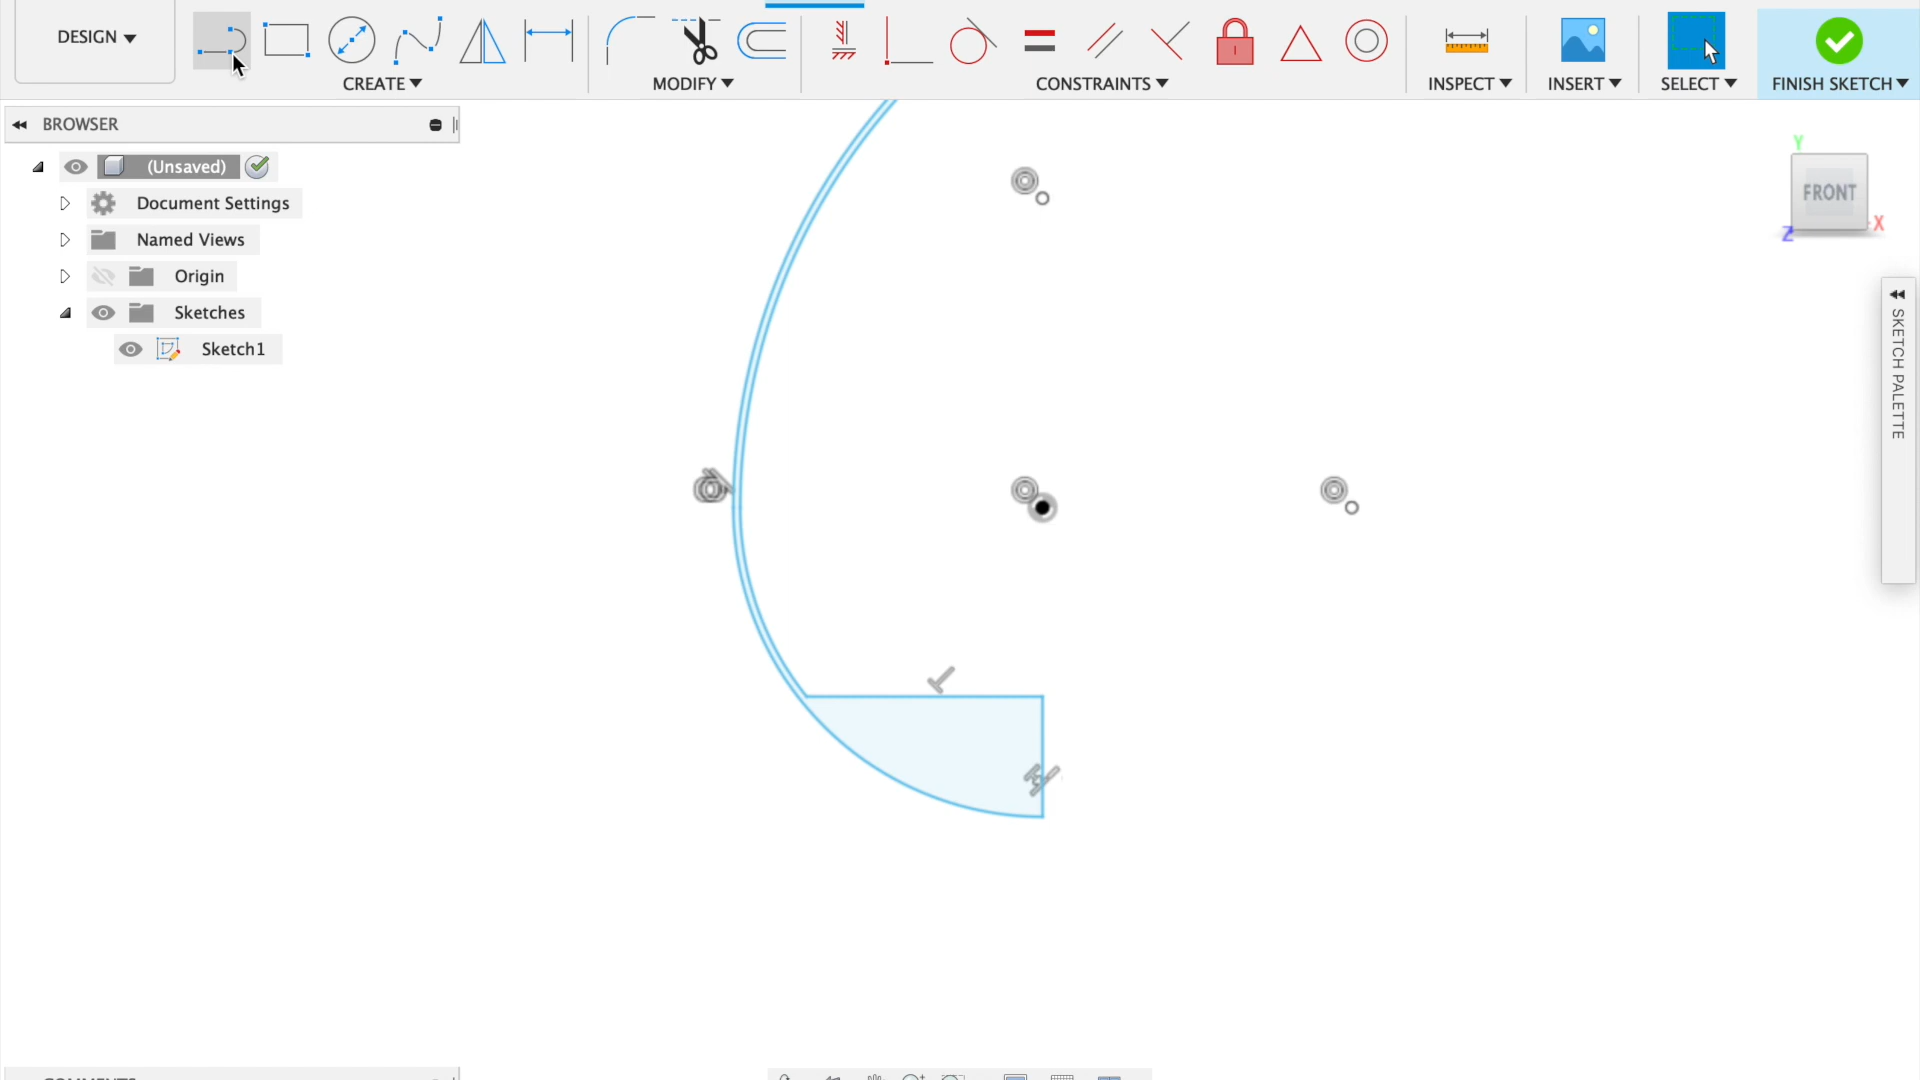 DESIGN
CREATE
MODIFY
CONSTRAINTS
INSPECT
INSERT
SELECT
FINISH SKETCH
BROWSER
(Unsaved)
Document Settings
Named Views
Origin
Sketches
Sketch1
Y
FRONT
X
Z
SKETCH PALETTE
COMMENTS